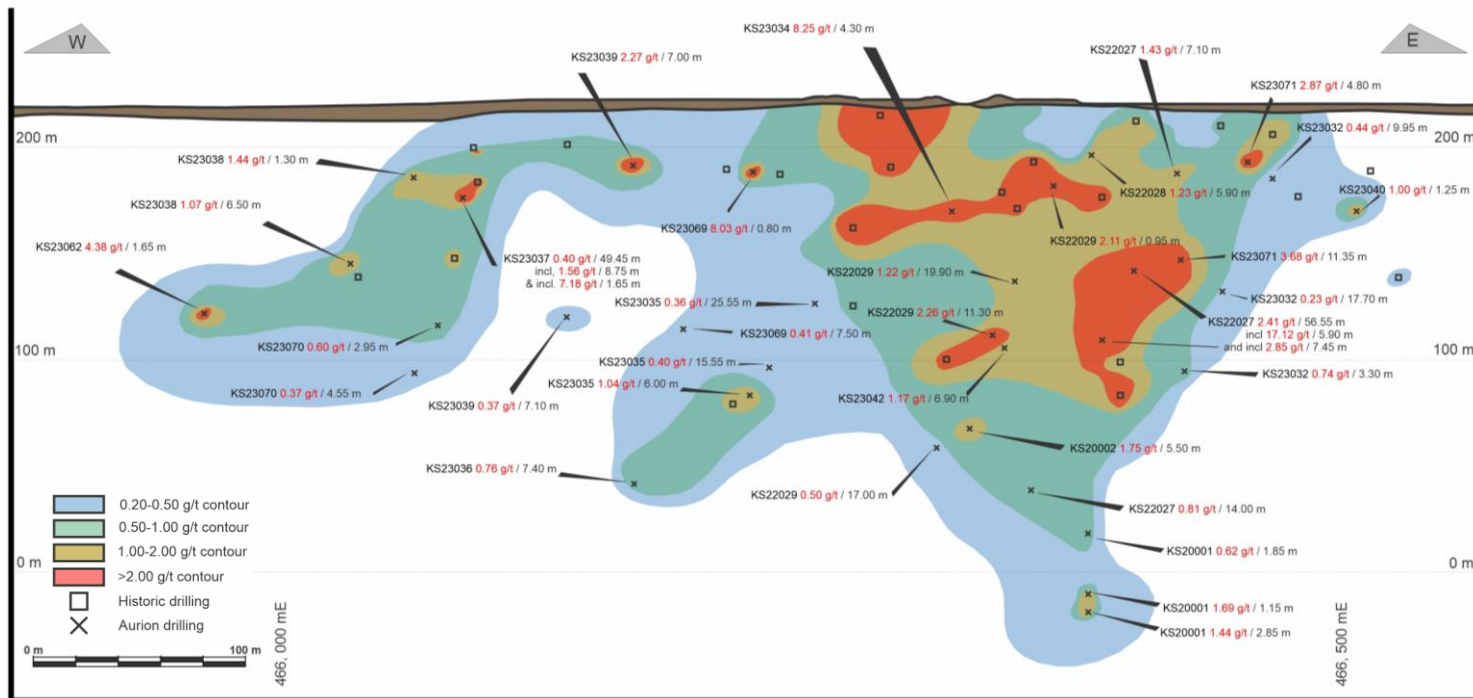 W
E
KS23034 8.25 g/t / 4.30 m
KS23039 2.27 g/t / 7.00 m
KS22027 1.43 g/t / 7.10 m
KS23071 2.87 g/t / 4.80 m
KS23032 0.44 g/t / 9.95 m
200 m
200 m
KS23038 1.44 g/t / 1.30 m
KS22028 1.23 g/t / 5.90 m
KS23040 1.00 g/t / 1.25 m
KS23038 1.07 g/t / 6.50 m
KS23069 8.03 g/t / 0.80 m
KS22029 2.11 g/t / 0.95 m
KS23062 4.38 g/t / 1.65 m
KS23037 0.40 g/t / 49.45 m
incl, 1.56 g/t / 8.75 m
& incl. 7.18 g/t / 1.65 m
KS23071 3.68 g/t / 11.35 m
KS22029 1.22 g/t / 19.90 m
KS23035 0.36 g/t / 25.55 m
KS23032 0.23 g/t / 17.70 m
KS22029 2.26 g/t / 11.30 m
KS22027 2.41 g/t / 56.55 m
incl 17.12 g/t / 5.90 m
and incl 2.85 g/t / 7.45 m
KS23069 0.41 g/t / 7.50 m
KS23070 0.60 g/t / 2.95 m
100 m
100 m
KS23035 0.40 g/t / 15.55 m
KS23032 0.74 g/t / 3.30 m
KS23035 1.04 g/t / 6.00 m
KS23070 0.37 g/t / 4.55 m
KS23039 0.37 g/t / 7.10 m
KS23042 1.17 g/t / 6.90 m
KS20002 1.75 g/t / 5.50 m
KS23036 0.76 g/t / 7.40 m
KS22029 0.50 g/t / 17.00 m
KS22027 0.81 g/t / 14.00 m
KS20001 0.62 g/t / 1.85 m
0 m
0 m
KS20001 1.69 g/t / 1.15 m
KS20001 1.44 g/t / 2.85 m
0.20-0.50 g/t contour
0.50-1.00 g/t contour
1.00-2.00 g/t contour
>2.00 g/t contour
Historic drilling
Aurion drilling
0 m
100 m
466, 000 mE
466, 500 mE